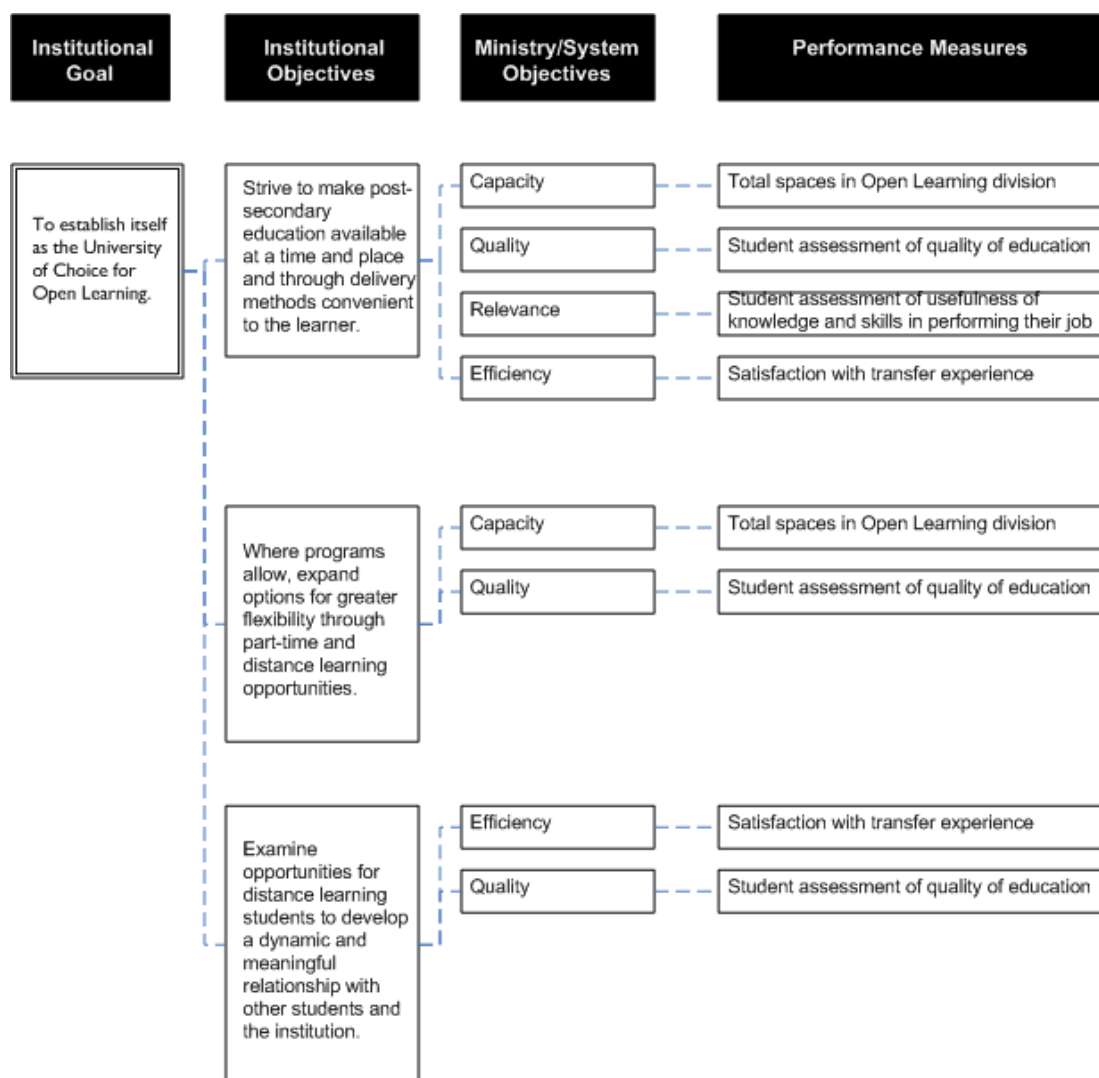 Institutional
Goal
Institutional
Objectives
Ministry/System
Objectives
Performance Measures
To establish itself
as the University
of Choice for
Open Learning.
Strive to make post-
secondary
education available
at a time and place
and through delivery
methods convenient
to the learner.
Capacity
Total spaces in Open Learning division
Quality
Student assessment of quality of education
Relevance
Student assessment of usefulness of
knowledge and skills in performing their job
Efficiency
Satisfaction with transfer experience
Where programs
allow, expand
options for greater
flexibility through
part-time and
distance learning
opportunities.
Capacity
Total spaces in Open Learning division
Quality
Student assessment of quality of education
Examine
opportunities for
distance learning
students to develop
a dynamic and
meaningful
relationship with
other students and
the institution.
Efficiency
Satisfaction with transfer experience
Quality
Student assessment of quality of education